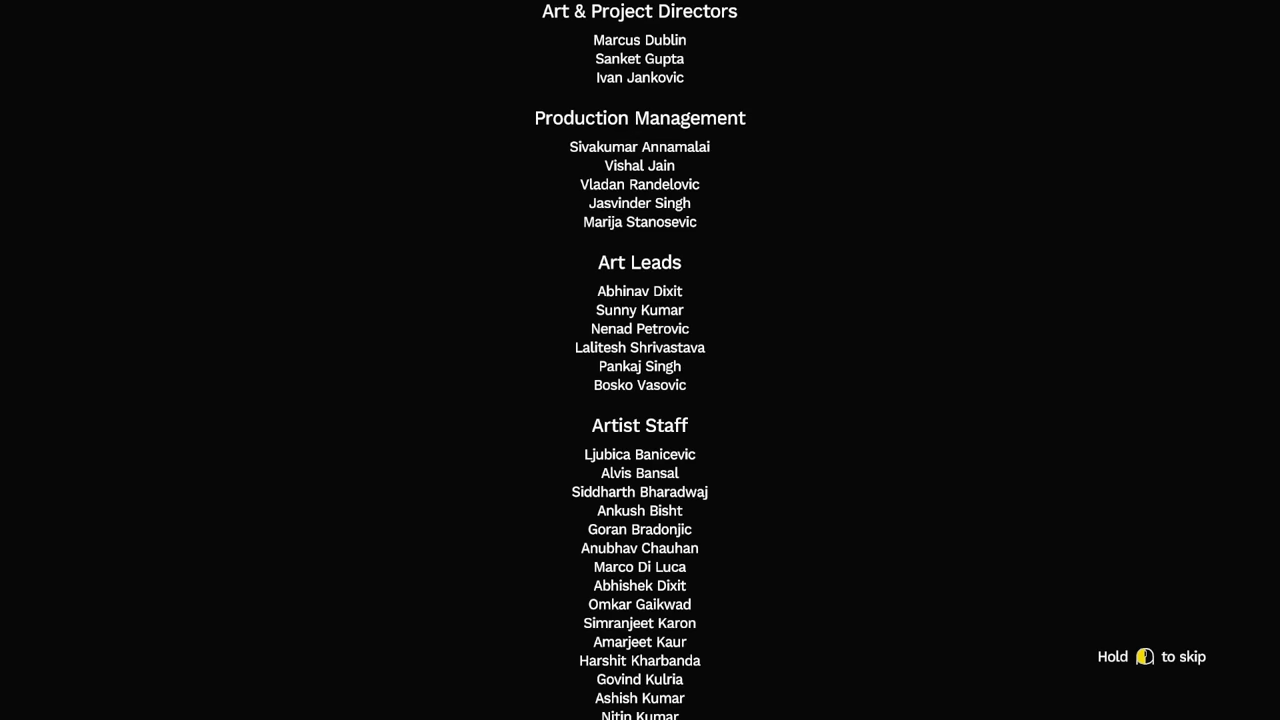 Art & Project Directors
Marcus Dublin
Sanket Gupta
Ivan Jankovic
Production Management
Sivakumar Annamalai
Vishal Jain
Vladan Randelovic
Jasvinder Singh
Marija Stanosevic
Art Leads
Abhinav Dixit
Sunny Kumar
Nenad Petrovic
Lalitesh Shrivastava
Pankaj Singh
Bosko Vasovic
Artist Staff
Ljubica Banicevic
Alvis Bansal
Siddharth Bharadwaj
Ankush Bisht
Goran Bradonjic
Anubhav Chauhan
Marco Di Luca
Abhishek Dixit
Omkar Gaikwad
Simranjeet Karon
Amarjeet Kaur
Harshit Kharbanda
Hold to skip
Govind Kulria
Ashish Kumar
Nitin Kumar